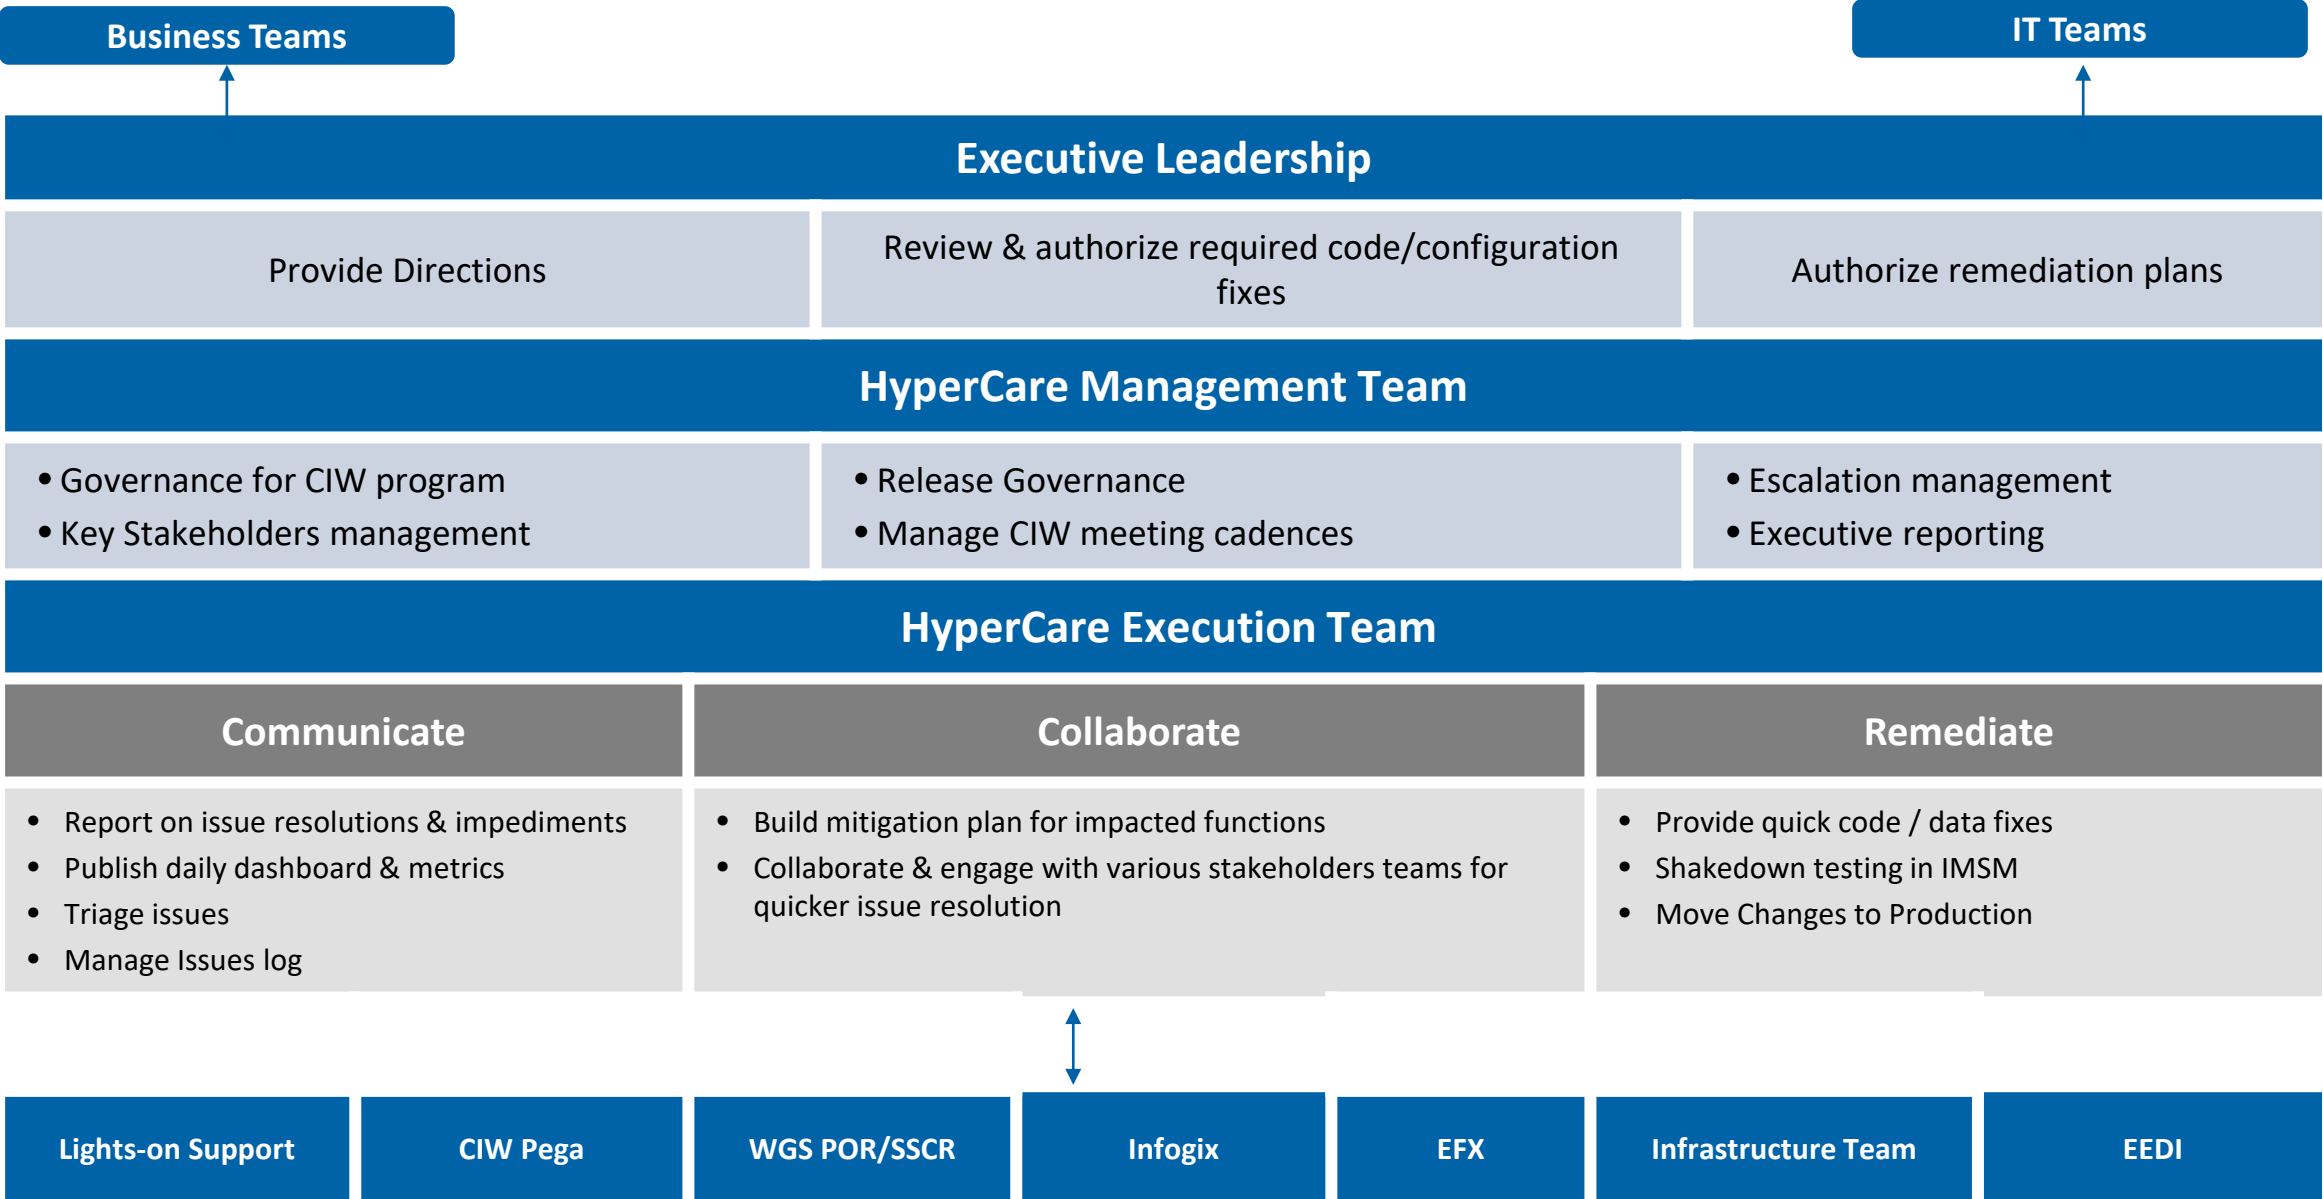 Business Teams
IT Teams
Executive Leadership
Provide Directions
Review & authorize required code/configuration
fixes
Authorize remediation plans
HyperCare Management Team
• Governance for CIW program
• Key Stakeholders management
• Release Governance
• Manage CIW meeting cadences
• Escalation management
• Executive reporting
HyperCare Execution Team
Communicate
Collaborate
Remediate
• Report on issue resolutions & impediments
• Publish daily dashboard & metrics
• Triage issues
• Manage Issues log
• Build mitigation plan for impacted functions
• Collaborate & engage with various stakeholders teams for
quicker issue resolution
• Provide quick code / data fixes
• Shakedown testing in IMSM
• Move Changes to Production
Lights-on Support
CIW Pega
WGS POR/SSCR
Infogix
EFX
Infrastructure Team
EEDI